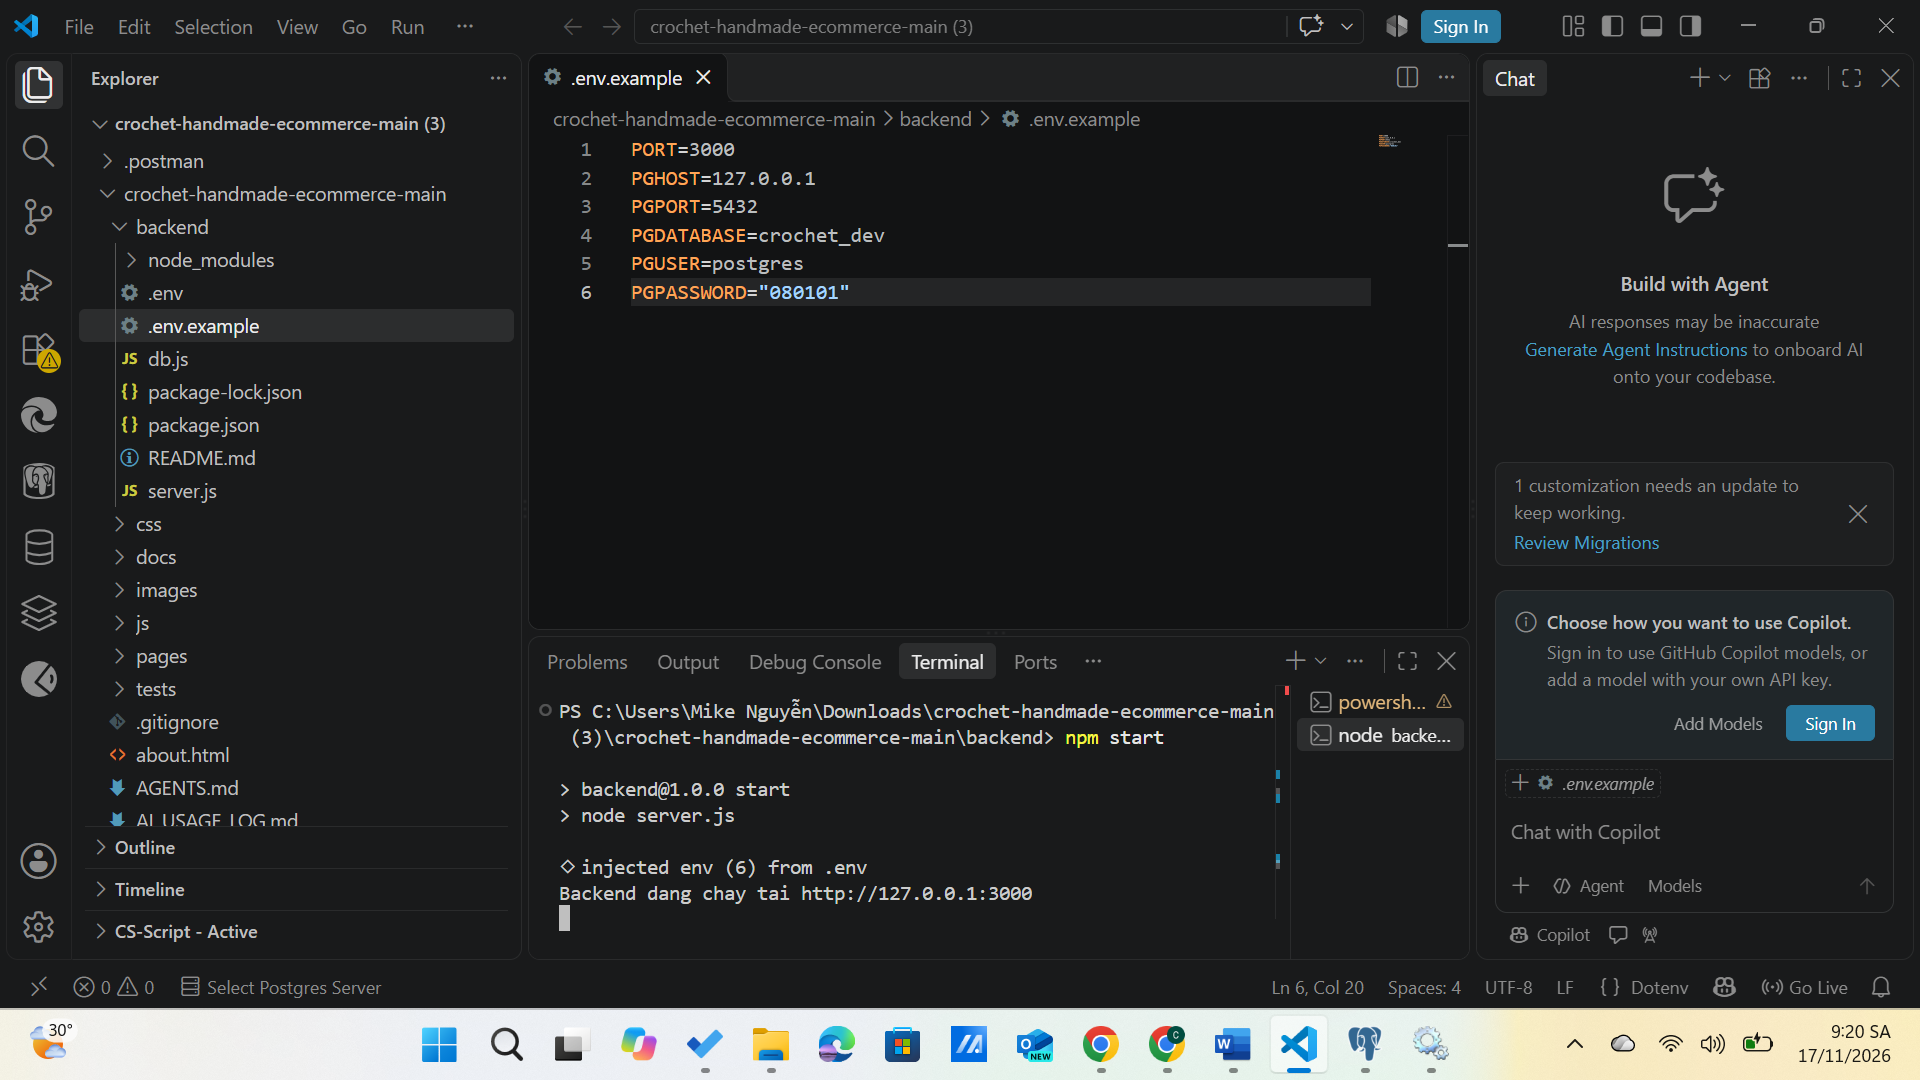 File Edit Selection View Go Run ···
crochet-handmade-ecommerce-main (3)
Sign In
Explorer
crochet-handmade-ecommerce-main (3)
.postman
crochet-handmade-ecommerce-main
backend
node_modules
.env
.env.example
JS db.js
{} package-lock.json
{} package.json
README.md
JS server.js
css
docs
images
js
pages
tests
.gitignore
<> about.html
AGENTS.md
AI_USAGE_LOG.md
Outline
Timeline
CS-Script - Active
.env.example
crochet-handmade-ecommerce-main > backend > .env.example
1 PORT=3000
2 PGHOST=127.0.0.1
3 PGPORT=5432
4 PGDATABASE=crochet_dev
5 PGUSER=postgres
6 PGPASSWORD="080101"
Problems Output Debug Console Terminal Ports ···
PS C:\Users\Mike Nguyễn\Downloads\crochet-handmade-ecommerce-main
(3)\crochet-handmade-ecommerce-main\backend> npm start
> backend@1.0.0 start
> node server.js
◇ injected env (6) from .env
Backend dang chay tai http://127.0.0.1:3000
powersh...
node backe...
Chat
Build with Agent
AI responses may be inaccurate
Generate Agent Instructions to onboard AI
onto your codebase.
1 customization needs an update to
keep working.
Review Migrations
Choose how you want to use Copilot.
Sign in to use GitHub Copilot models, or
add a model with your own API key.
Add Models Sign In
.env.example
Chat with Copilot
Agent Models
Copilot
0 0 Select Postgres Server
Ln 6, Col 20 Spaces: 4 UTF-8 LF {} Dotenv Go Live
30°
NEW
C
9:20 SA
17/11/2026